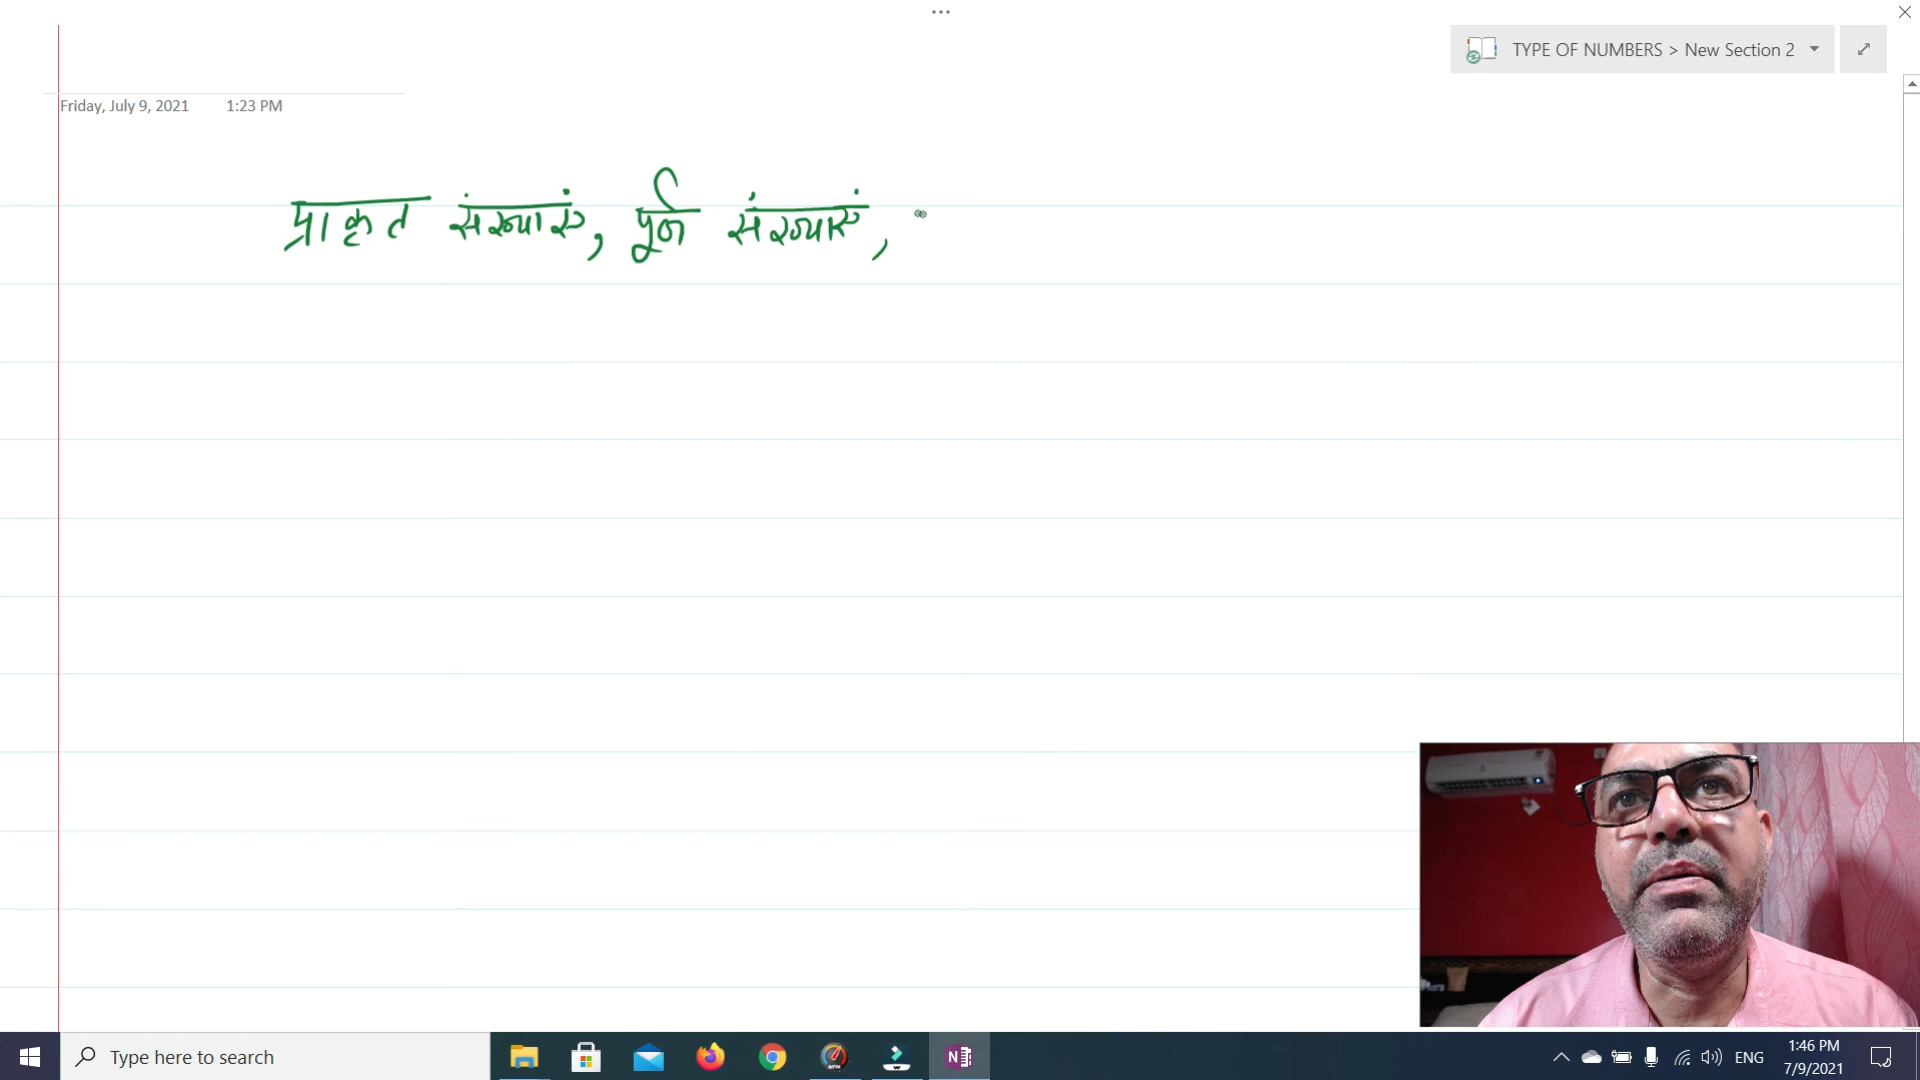 TYPE OF NUMBERS > New Section 2
Friday, July 9, 2021 1:23 PM
प्राकृत संख्याएं, पूर्ण संख्याएं,
Type here to search
N
ENG
1:46 PM
7/9/2021